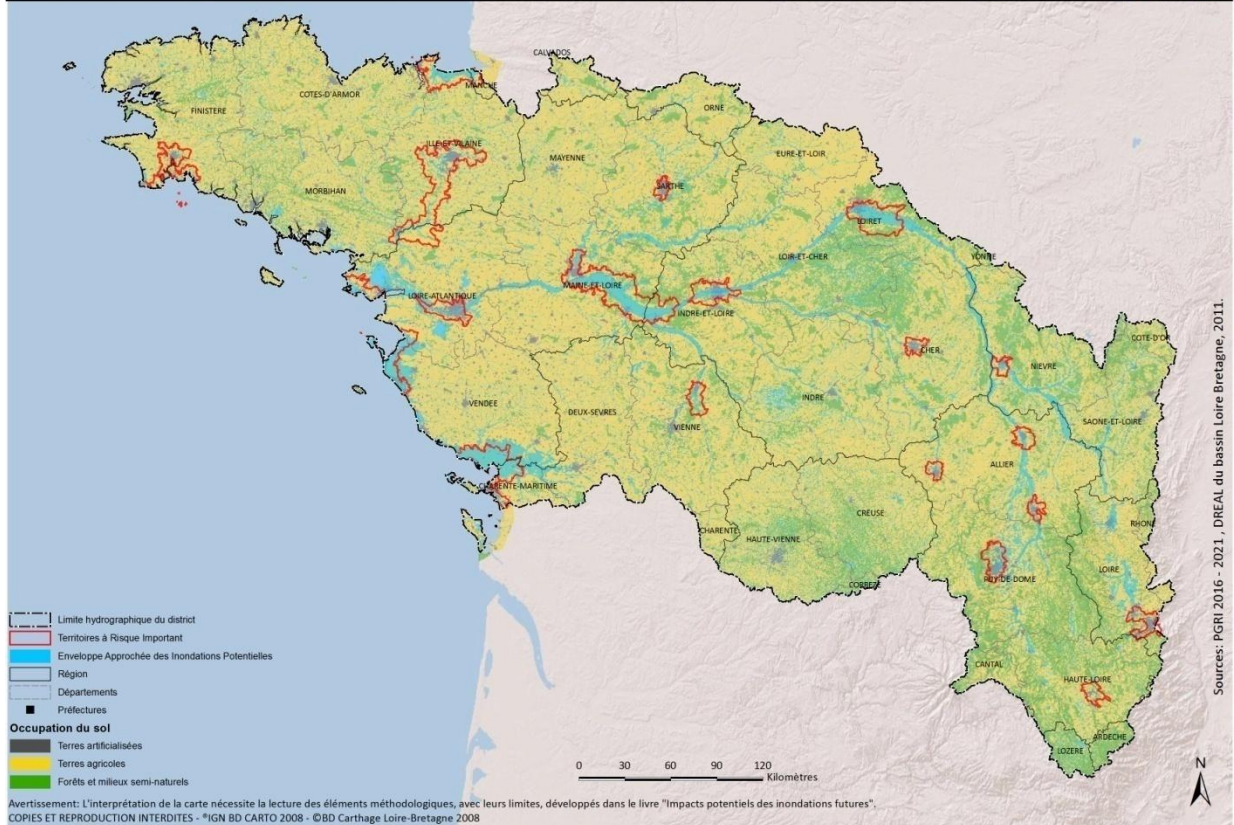 CALVADOS
MANCHE
COTES-D'ARMOR
ORNE
FINISTERE
ILLE-ET-VILAINE
EURE-ET-LOIR
MAYENNE
SARTHE
MORBIHAN
LOIRET
LOIR-ET-CHER
YONNE
MAINE-ET-LOIRE
LOIRE-ATLANTIQUE
INDRE-ET-LOIRE
COTE-D'OR
CHER
NIEVRE
INDRE
VENDEE
DEUX-SEVRES
SAONE-ET-LOIRE
VIENNE
ALLIER
CHARENTE-MARITIME
CREUSE
RHONE
CHARENTE
HAUTE-VIENNE
LOIRE
PUY-DE-DOME
CORREZE
CANTAL
HAUTE-LOIRE
ARDECHE
LOZERE
Limite hydrographique du district
Territoires à Risque Important
Enveloppe Approchée des Inondations Potentielles
Région
Départements
Préfectures
Occupation du sol
Terres artificialisées
Terres agricoles
Forêts et milieux semi-naturels
0 30 60 90 120
Kilomètres
N
Avertissement: L'interprétation de la carte nécessite la lecture des éléments méthodologiques, avec leurs limites, développés dans le livre "Impacts potentiels des inondations futures".
COPIES ET REPRODUCTION INTERDITES - ®IGN BD CARTO 2008 - ©BD Carthage Loire-Bretagne 2008
Sources: PGRI 2016 - 2021 , DREAL du bassin Loire Bretagne, 2011.